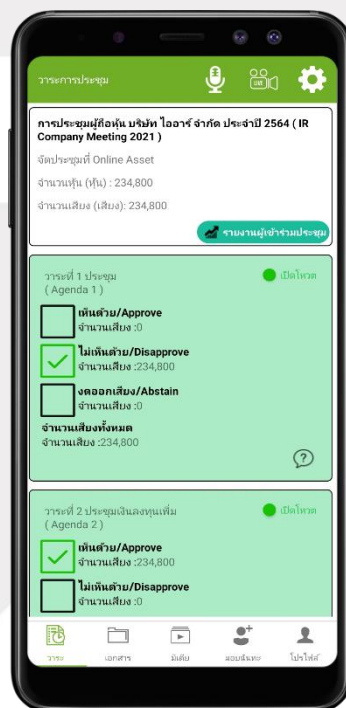 วาระการประชุม
LIVE
การประชุมผู้ถือหุ้น บริษัท ไออาร์ จำกัด ประจำปี 2564 ( IR
Company Meeting 2021 )
จัดประชุมที่ Online Asset
จำนวนหุ้น (หุ้น) : 234,800
จำนวนเสียง (เสียง): 234,800
รายงานผู้เข้าร่วมประชุม
วาระที่ 1 ประชุม
( Agenda 1 )
เปิดโหวต
เห็นด้วย/Approve
จำนวนเสียง :0
ไม่เห็นด้วย/Disapprove
จำนวนเสียง :234,800
งดออกเสียง/Abstain
จำนวนเสียง :0
จำนวนเสียงทั้งหมด
จำนวนเสียง :234,800
?
วาระที่ 2 ประชุมเงินลงทุนเพิ่ม
( Agenda 2 )
เปิดโหวต
เห็นด้วย/Approve
จำนวนเสียง :234,800
ไม่เห็นด้วย/Disapprove
จำนวนเสียง :0
วาระ เอกสาร มีเดีย มอบฉันทะ โปรไฟล์